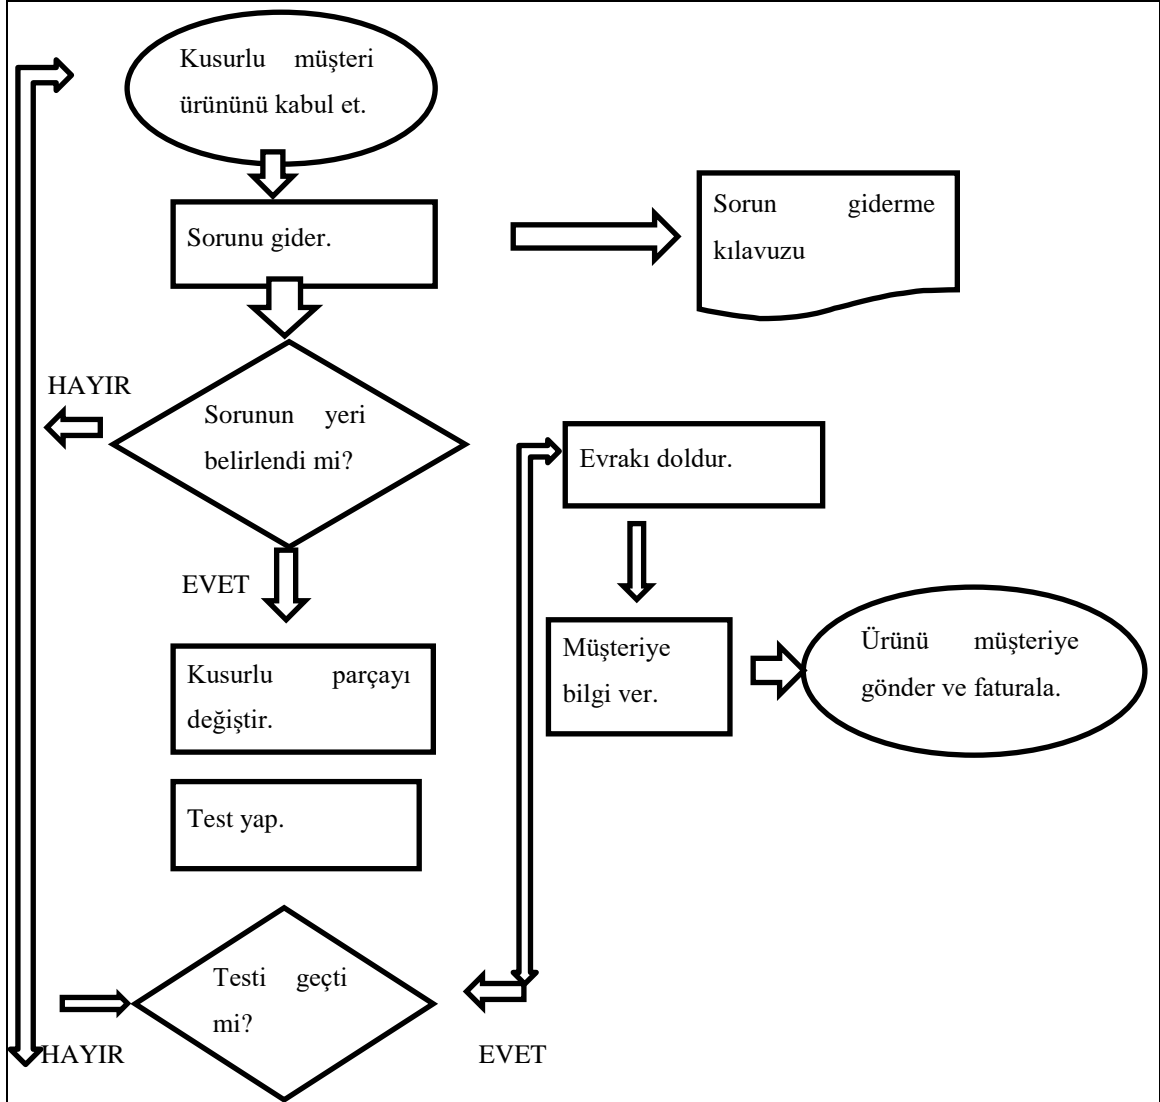 Kusurlu müşteri
ürününü kabul et.
Sorunu gider.
Sorun giderme
kılavuzu
HAYIR
Sorunun yeri
belirlendi mi?
EVET
Kusurlu parçayı
değiştir.
Test yap.
Testi geçti
mi?
HAYIR
EVET
Evrakı doldur.
Müşteriye
bilgi ver.
Ürünü müşteriye
gönder ve faturala.